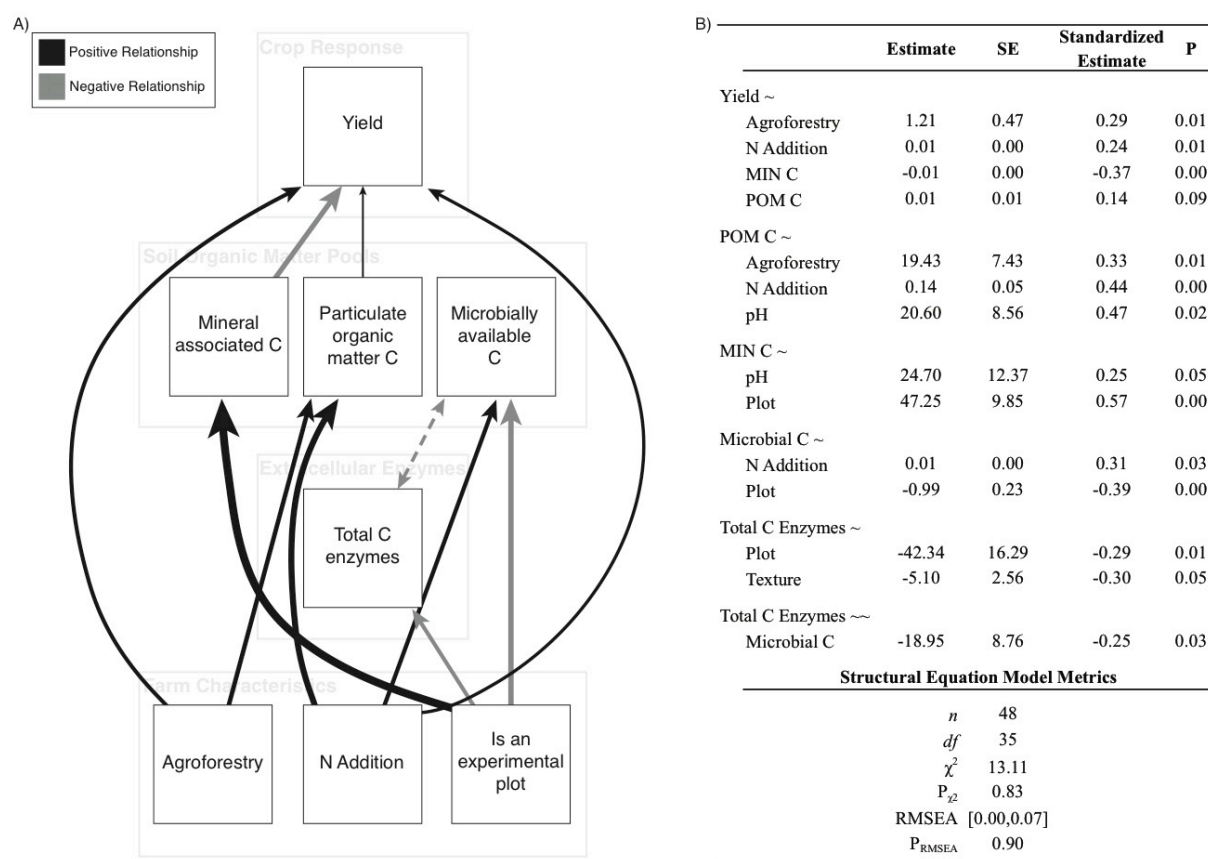 A)
Positive Relationship
Negative Relationship
Crop Response
Yield
Soil Organic Matter Pools
Mineral
associated C
Particulate
organic
matter C
Microbially
available
C
Extracellular Enzymes
Total C
enzymes
Farm Characteristics
Agroforestry
N Addition
Is an
experimental
plot
B)
Estimate SE Standardized Estimate P
Yield ~
Agroforestry 1.21 0.47 0.29 0.01
N Addition 0.01 0.00 0.24 0.01
MIN C -0.01 0.00 -0.37 0.00
POM C 0.01 0.01 0.14 0.09
POM C ~
Agroforestry 19.43 7.43 0.33 0.01
N Addition 0.14 0.05 0.44 0.00
pH 20.60 8.56 0.47 0.02
MIN C ~
pH 24.70 12.37 0.25 0.05
Plot 47.25 9.85 0.57 0.00
Microbial C ~
N Addition 0.01 0.00 0.31 0.03
Plot -0.99 0.23 -0.39 0.00
Total C Enzymes ~
Plot -42.34 16.29 -0.29 0.01
Texture -5.10 2.56 -0.30 0.05
Total C Enzymes ~~
Microbial C -18.95 8.76 -0.25 0.03
Structural Equation Model Metrics
n 48
df 35
χ² 13.11
Pχ2 0.83
RMSEA [0.00,0.07]
PRMSEA 0.90